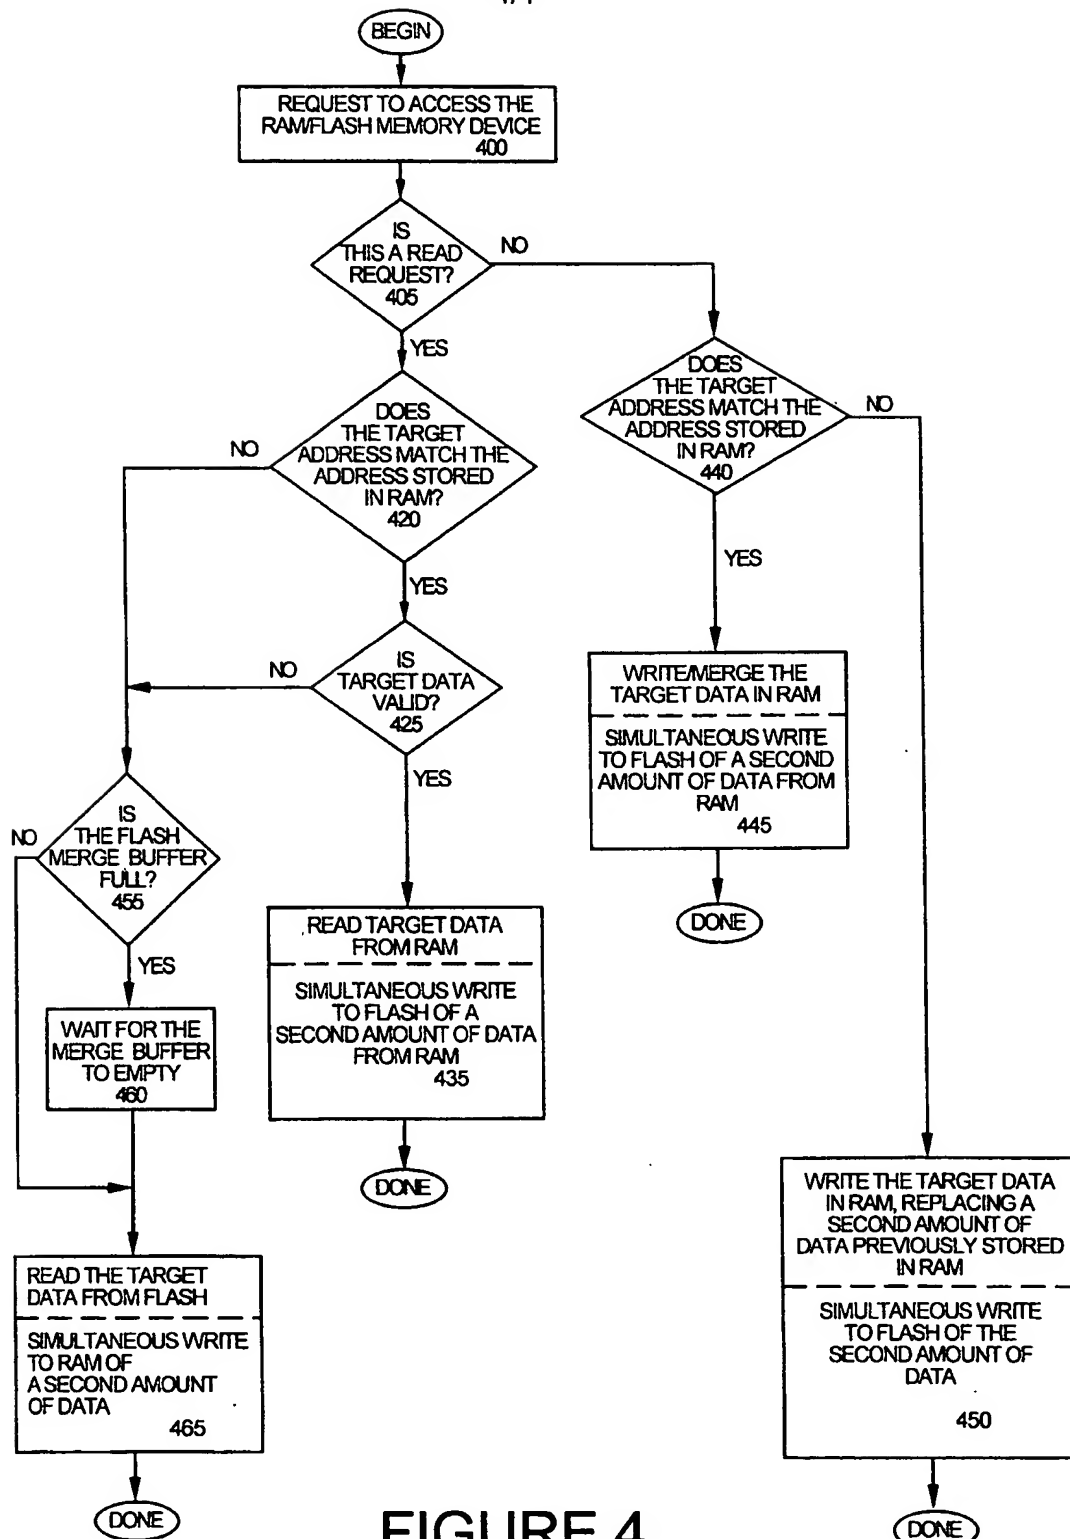 BEGIN
REQUEST TO ACCESS THE
RAM/FLASH MEMORY DEVICE
400
IS
THIS A READ
REQUEST?
405
NO
YES
DOES
THE TARGET
ADDRESS MATCH THE
ADDRESS STORED
IN RAM?
420
NO
YES
DOES
THE TARGET
ADDRESS MATCH THE
ADDRESS STORED
IN RAM?
440
NO
YES
IS
TARGET DATA
VALID?
425
NO
YES
WRITE/MERGE THE
TARGET DATA IN RAM
SIMULTANEOUS WRITE
TO FLASH OF A SECOND
AMOUNT OF DATA FROM
RAM
445
DONE
IS
THE FLASH
MERGE BUFFER
FULL?
455
NO
YES
READ TARGET DATA
FROM RAM
SIMULTANEOUS WRITE
TO FLASH OF A
SECOND AMOUNT OF DATA
FROM RAM
435
DONE
WAIT FOR THE
MERGE BUFFER
TO EMPTY
460
READ THE TARGET
DATA FROM FLASH
SIMULTANEOUS WRITE
TO RAM OF
A SECOND AMOUNT
OF DATA
465
DONE
WRITE THE TARGET DATA
IN RAM, REPLACING A
SECOND AMOUNT OF
DATA PREVIOUSLY STORED
IN RAM
SIMULTANEOUS WRITE
TO FLASH OF THE
SECOND AMOUNT OF
DATA
450
DONE
FIGURE 4